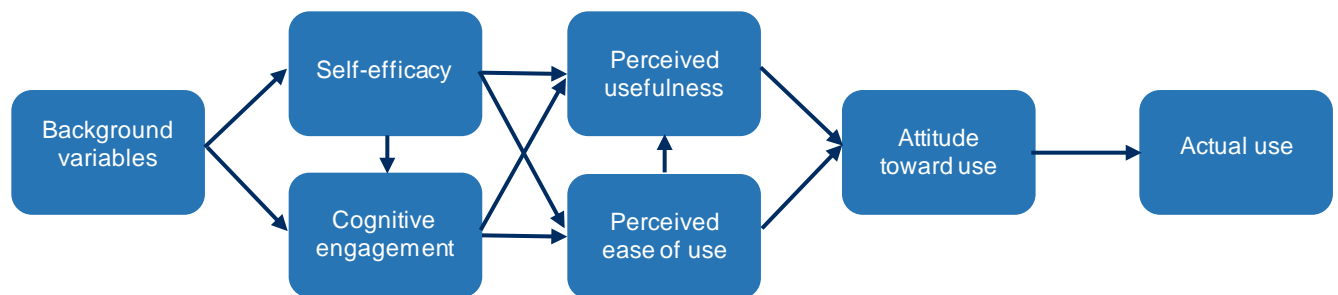 Background
variables
Self-efficacy
Cognitive
engagement
Perceived
usefulness
Perceived
ease of use
Attitude
toward use
Actual use